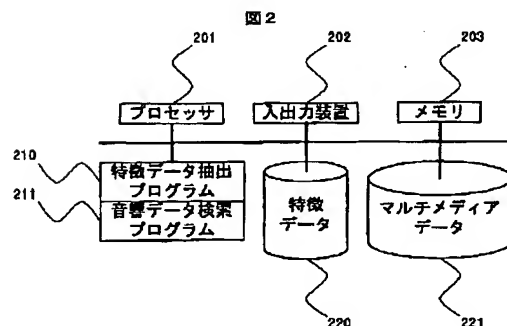 図2
201
202
203
プロセッサ
入出力装置
メモリ
210
特徴データ抽出
プログラム
211
音響データ検索
プログラム
特徴
データ
マルチメディア
データ
220
221